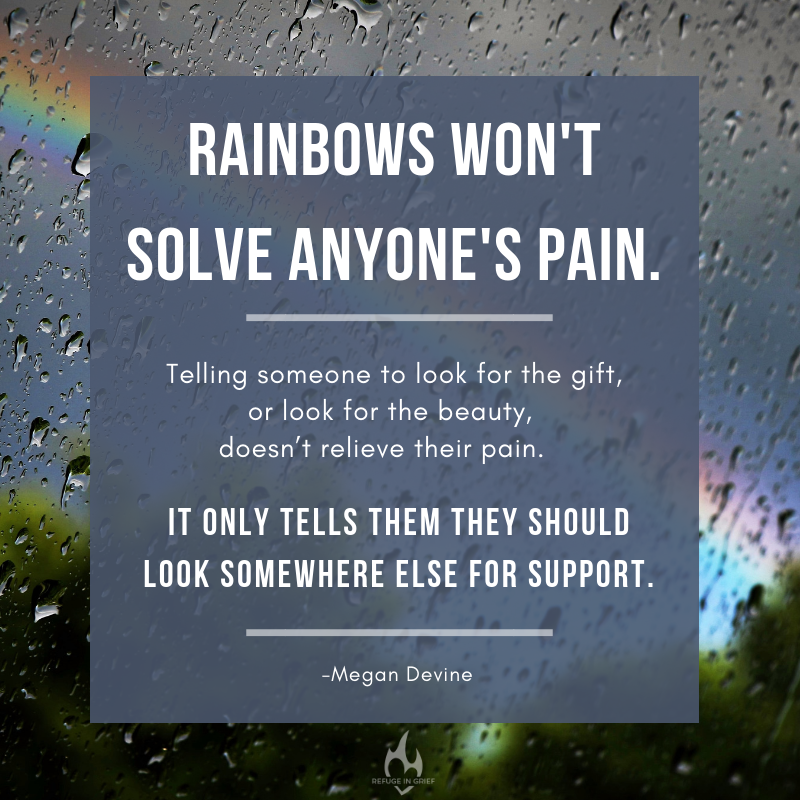 RAINBOWS WON'T
SOLVE ANYONE'S PAIN.
Telling someone to look for the gift,
or look for the beauty,
doesn’t relieve their pain.
IT ONLY TELLS THEM THEY SHOULD
LOOK SOMEWHERE ELSE FOR SUPPORT.
-Megan Devine
REFUGE IN GRIEF